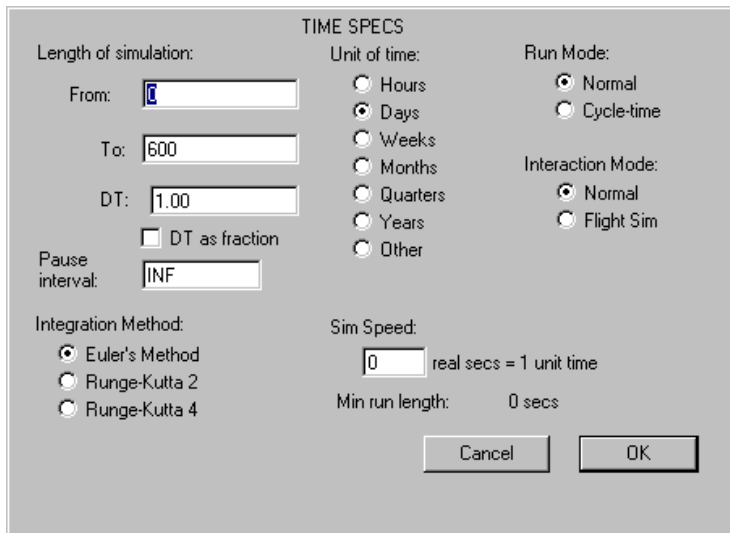 TIME SPECS
Length of simulation:
From: 0
To: 600
DT: 1.00
DT as fraction
Pause
interval: INF
Unit of time:
Hours
Days
Weeks
Months
Quarters
Years
Other
Run Mode:
Normal
Cycle-time
Interaction Mode:
Normal
Flight Sim
Integration Method:
Euler's Method
Runge-Kutta 2
Runge-Kutta 4
Sim Speed:
0 real secs = 1 unit time
Min run length: 0 secs
Cancel
OK